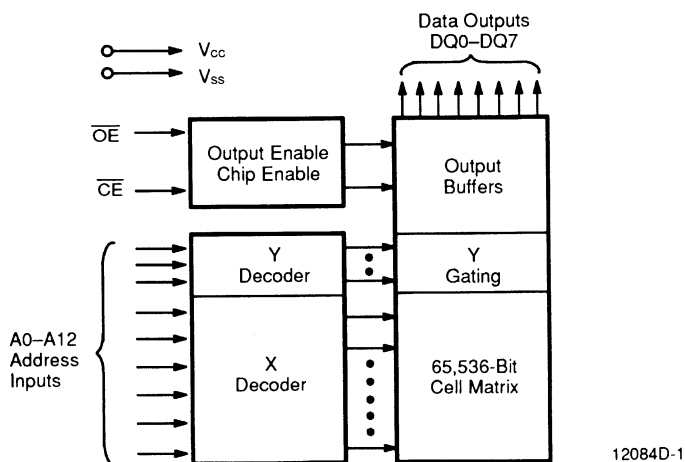 Data Outputs
DQ0–DQ7
VCC
VSS
OE
CE
Output Enable
Chip Enable
Output
Buffers
Y
Decoder
Y
Gating
A0–A12
Address
Inputs
X
Decoder
65,536-Bit
Cell Matrix
12084D-1